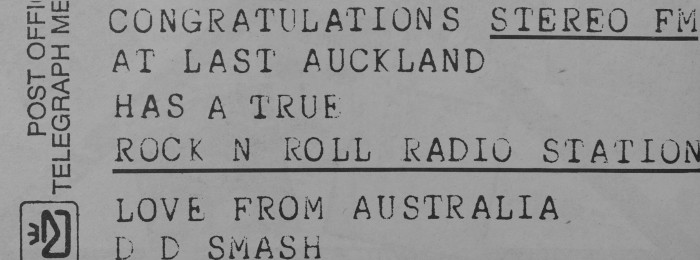 CONGRATULATIONS STEREO FM
AT LAST AUCKLAND
HAS A TRUE
ROCK N ROLL RADIO STATION
LOVE FROM AUSTRALIA
D D SMASH
POST OFFI
TELEGRAPH ME